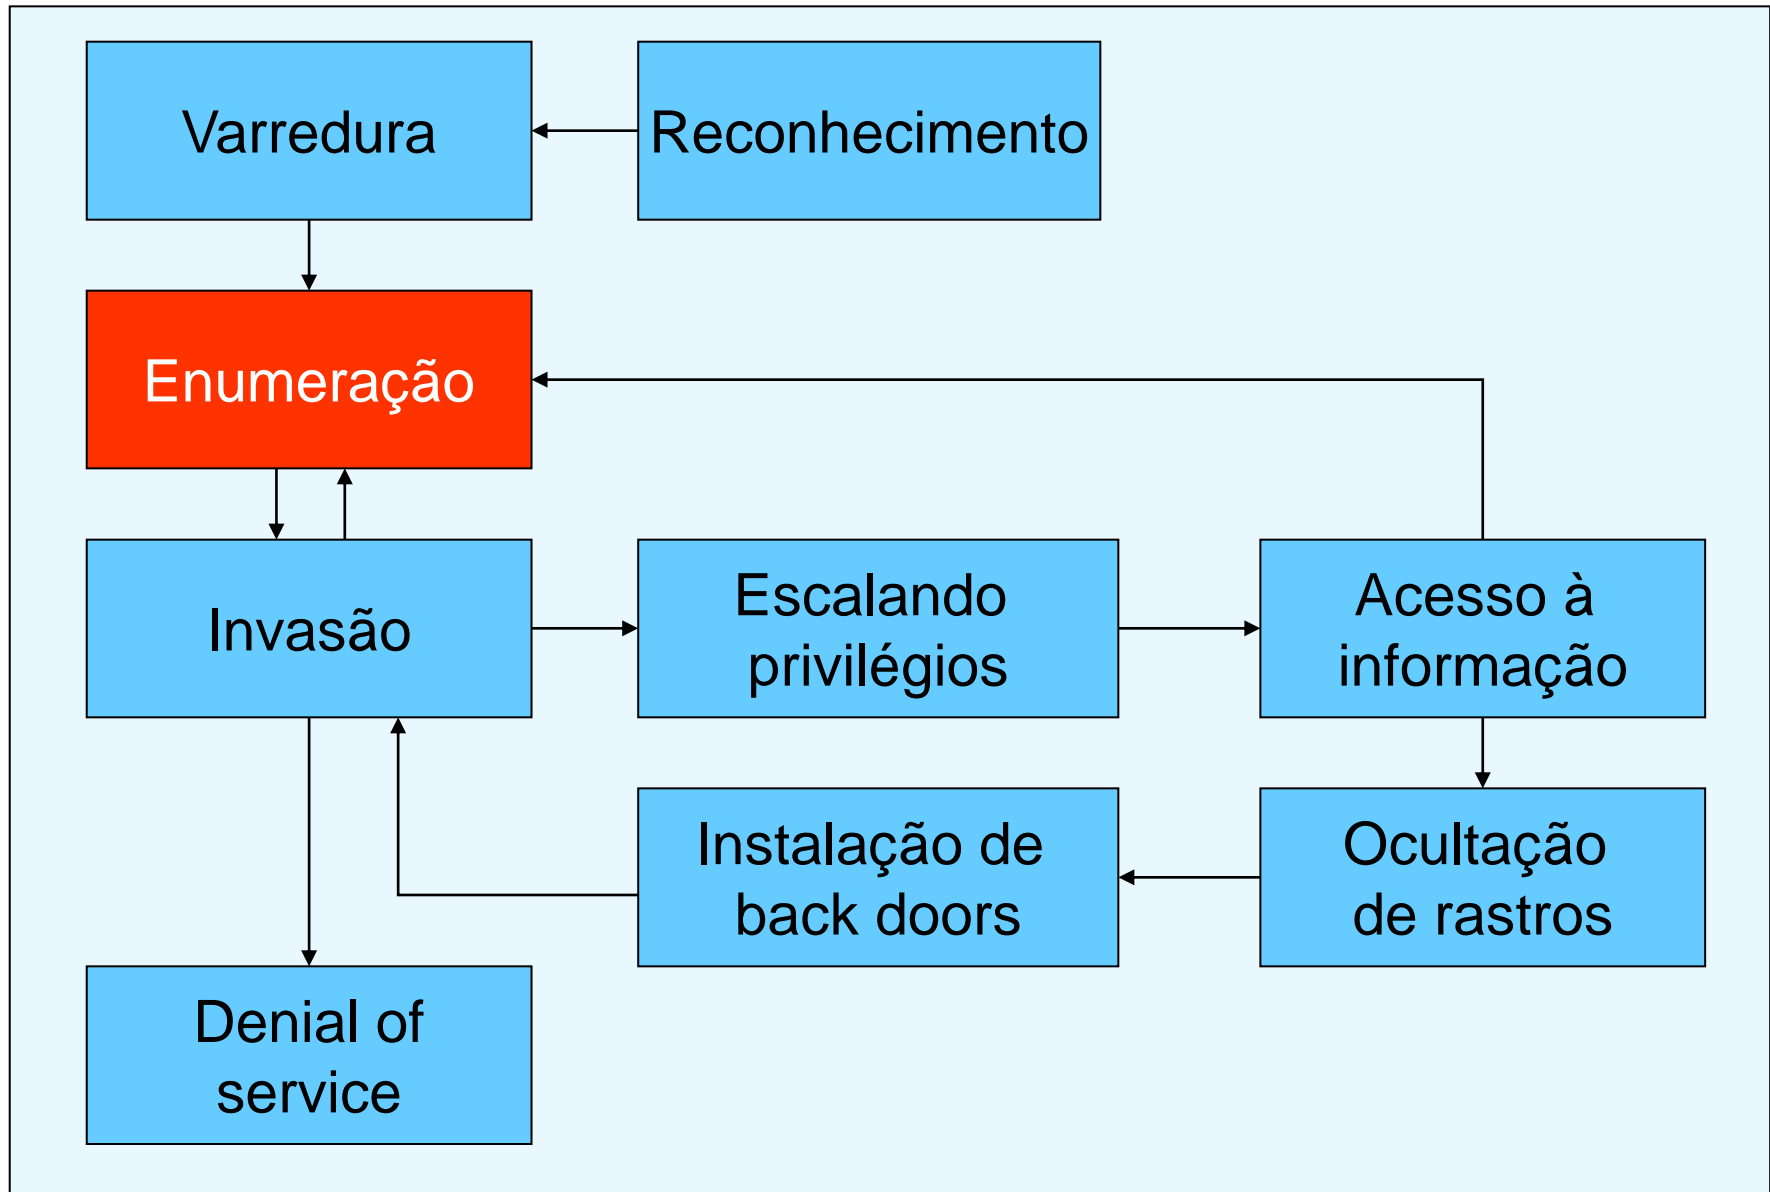 Varredura
Reconhecimento
Enumeração
Invasão
Escalando
privilégios
Acesso à
informação
Instalação de
back doors
Ocultação
de rastros
Denial of
service